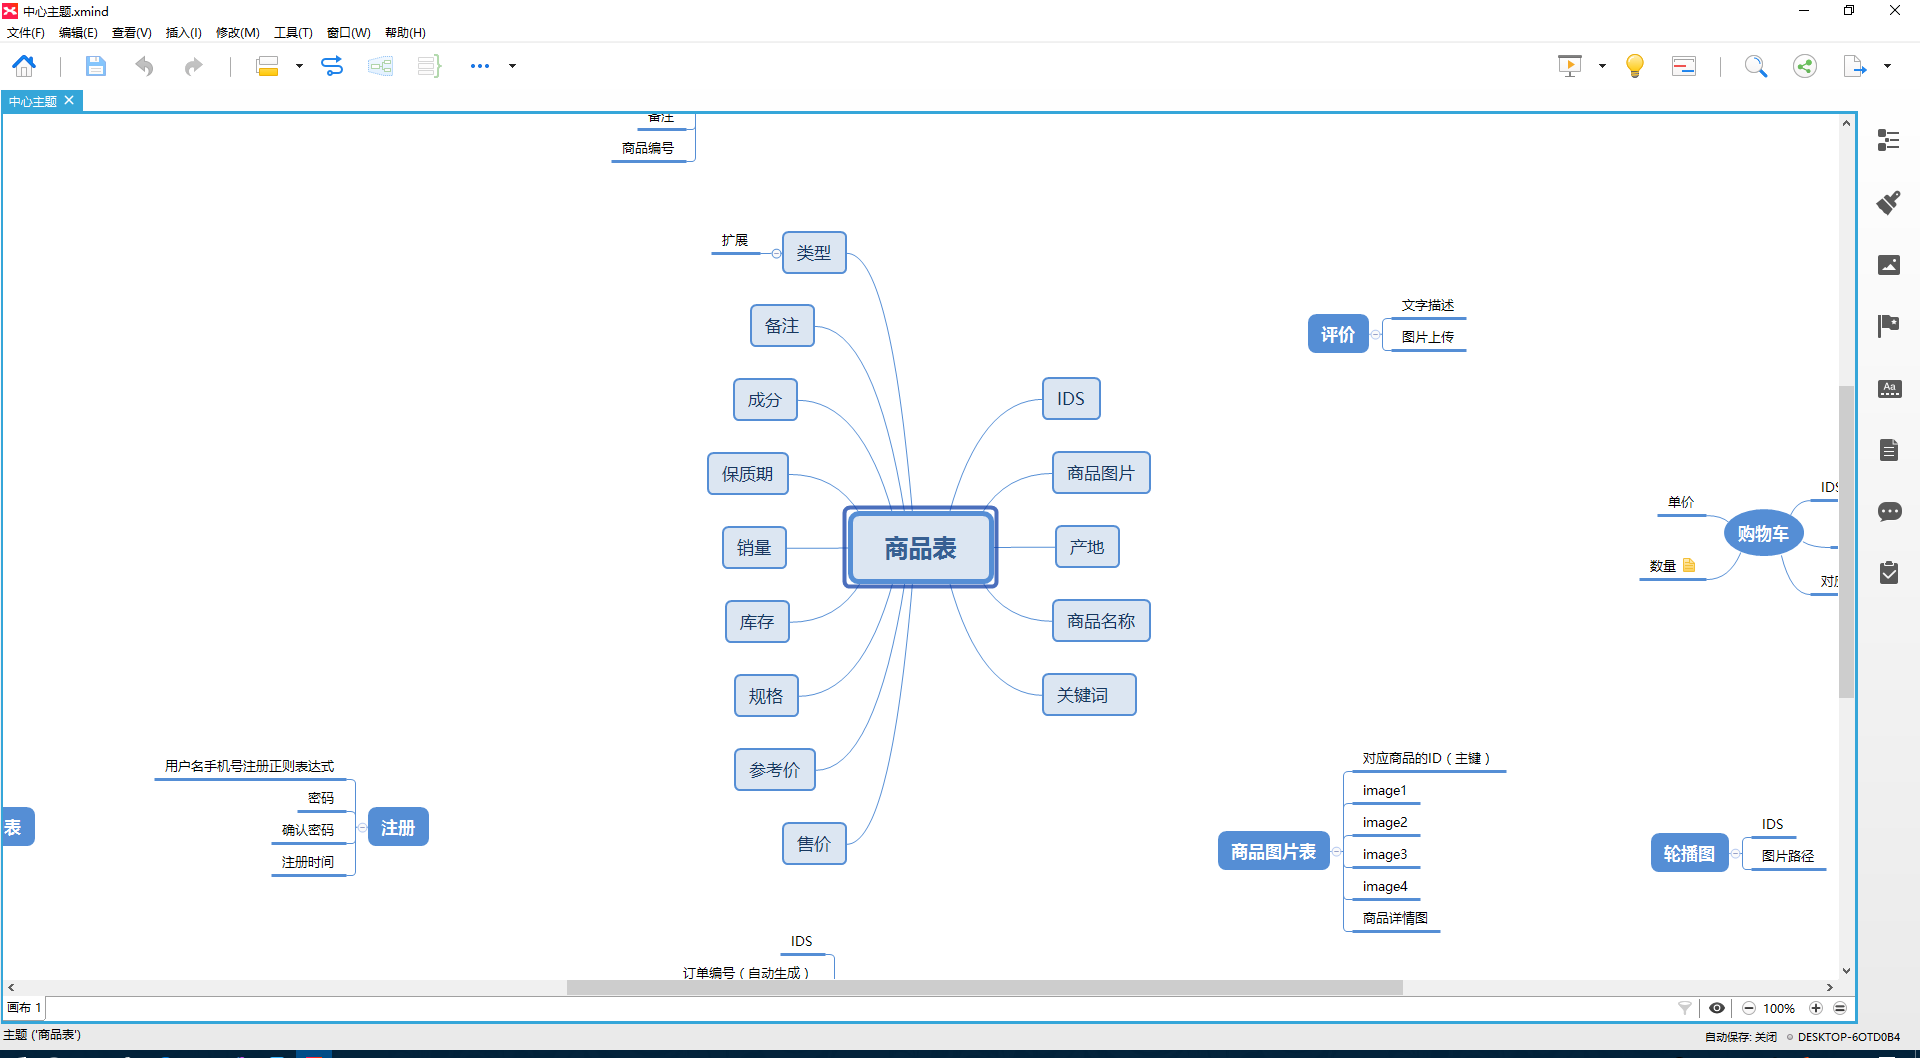 中心主题.xmind
文件(F) 编辑(E) 查看(V) 插入(I) 修改(M) 工具(T) 窗口(W) 帮助(H)
中心主题
备注
商品编号
扩展
类型
备注
成分
保质期
销量
库存
规格
参考价
售价
商品表
IDS
商品图片
产地
商品名称
关键词
评价
文字描述
图片上传
单价
数量
购物车
IDS
对应
用户名手机号注册正则表达式
密码
确认密码
注册时间
注册
表
商品图片表
对应商品的ID（主键）
image1
image2
image3
image4
商品详情图
轮播图
IDS
图片路径
IDS
订单编号（自动生成）
Aa
画布 1
100%
主题 ('商品表')
自动保存: 关闭
DESKTOP-6OTD0B4